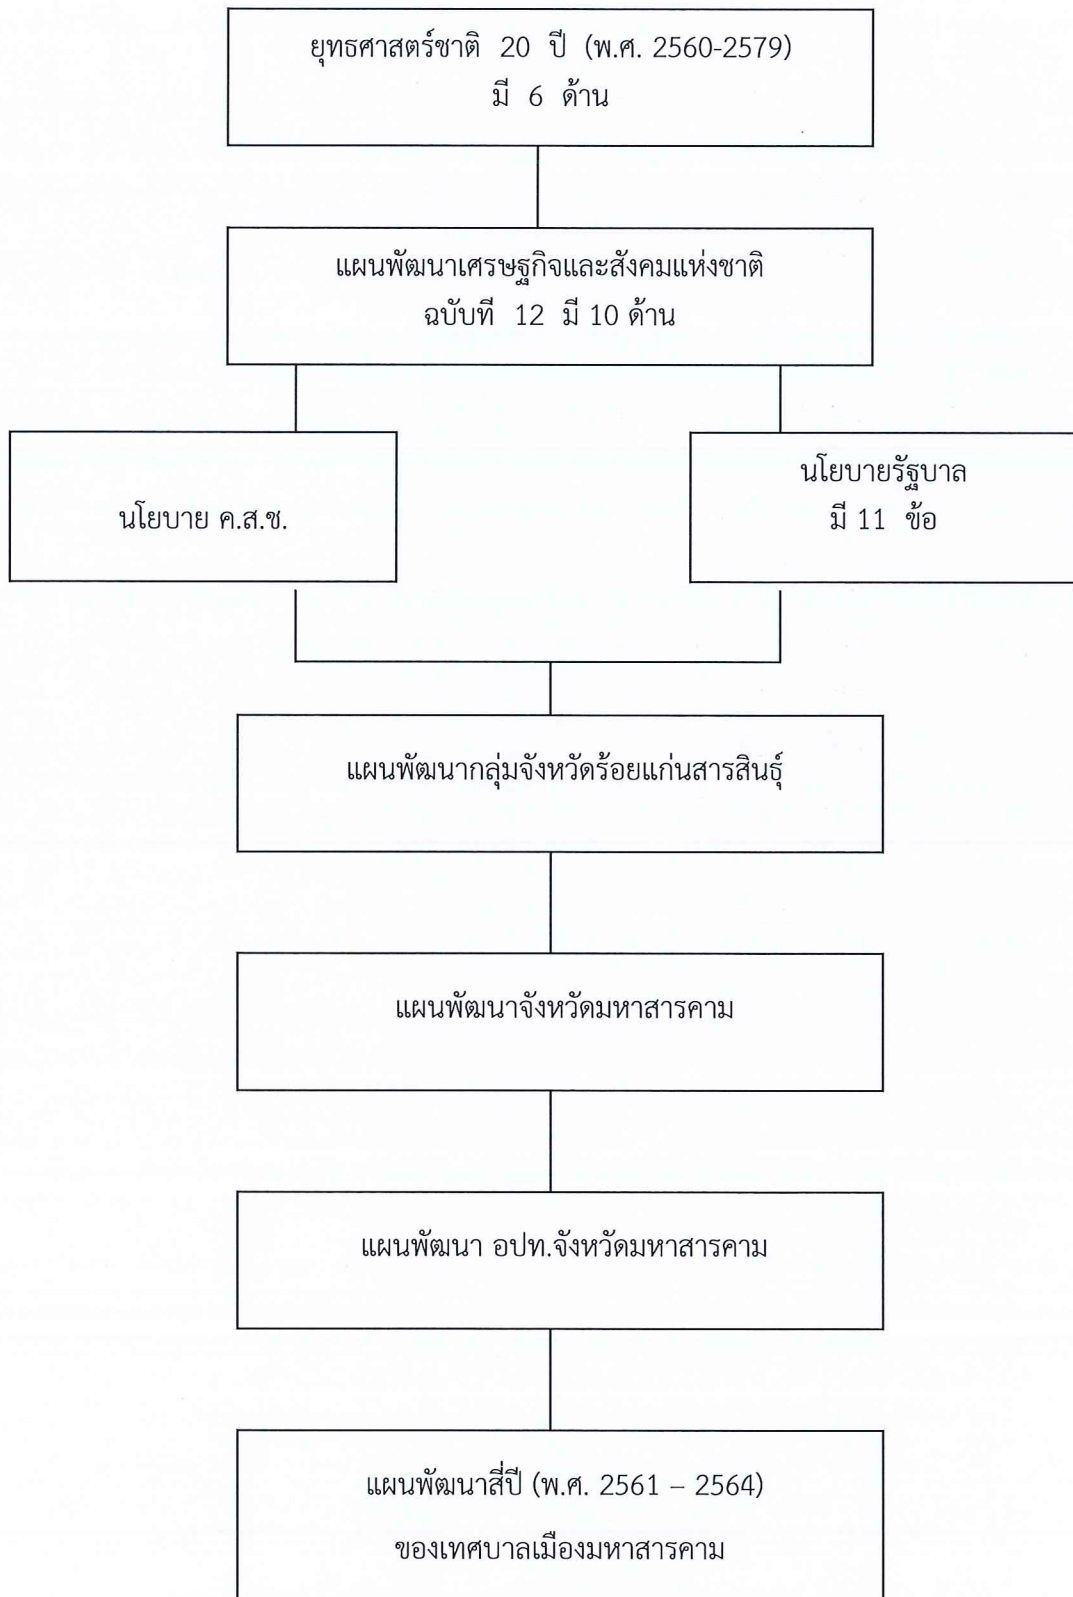 ยุทธศาสตร์ชาติ 20 ปี (พ.ศ. 2560-2579)
มี 6 ด้าน
แผนพัฒนาเศรษฐกิจและสังคมแห่งชาติ
ฉบับที่ 12 มี 10 ด้าน
นโยบาย ค.ส.ช.
นโยบายรัฐบาล
มี 11 ข้อ
แผนพัฒนากลุ่มจังหวัดร้อยแก่นสารสินธุ์
แผนพัฒนาจังหวัดมหาสารคาม
แผนพัฒนา อปท.จังหวัดมหาสารคาม
แผนพัฒนาสี่ปี (พ.ศ. 2561 – 2564)
ของเทศบาลเมืองมหาสารคาม